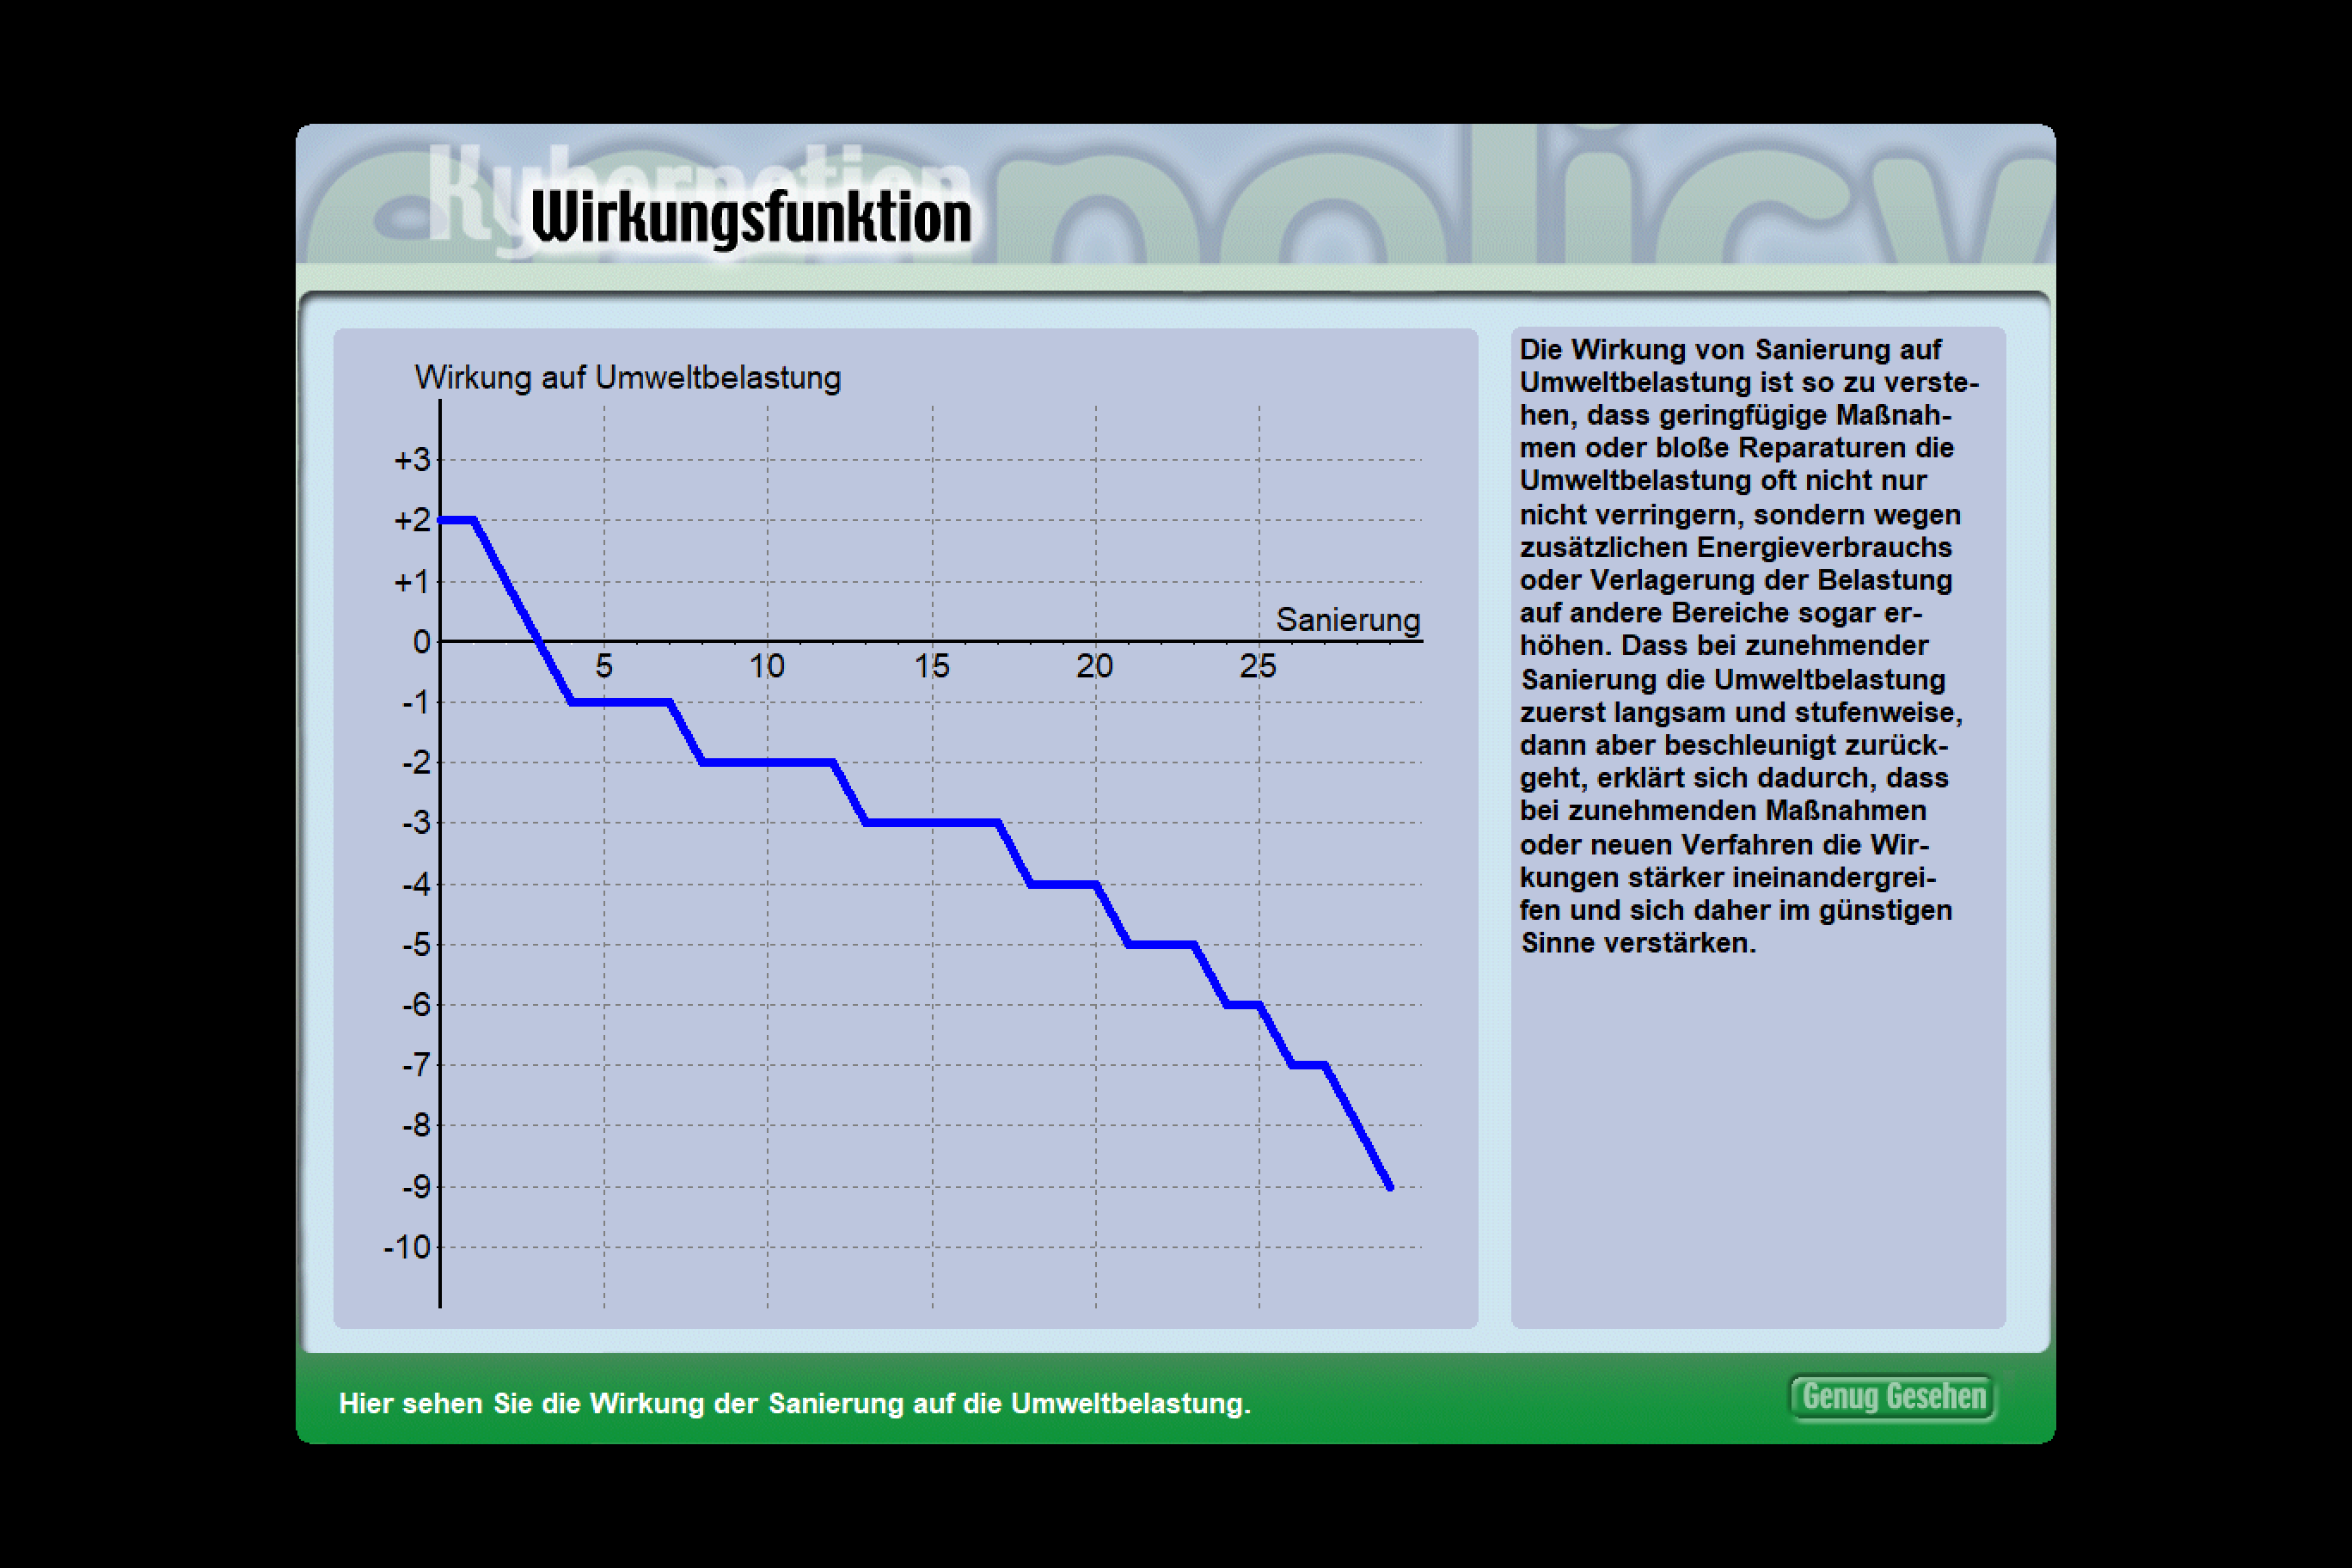 ecopolicy
Kybernetien
Wirkungsfunktion
Wirkung auf Umweltbelastung
+3
+2
+1
0
-1
-2
-3
-4
-5
-6
-7
-8
-9
-10
Sanierung
5 10 15 20 25
Die Wirkung von Sanierung auf
Umweltbelastung ist so zu verste-
hen, dass geringfügige Maßnah-
men oder bloße Reparaturen die
Umweltbelastung oft nicht nur
nicht verringern, sondern wegen
zusätzlichen Energieverbrauchs
oder Verlagerung der Belastung
auf andere Bereiche sogar er-
höhen. Dass bei zunehmender
Sanierung die Umweltbelastung
zuerst langsam und stufenweise,
dann aber beschleunigt zurück-
geht, erklärt sich dadurch, dass
bei zunehmenden Maßnahmen
oder neuen Verfahren die Wir-
kungen stärker ineinandergrei-
fen und sich daher im günstigen
Sinne verstärken.
Hier sehen Sie die Wirkung der Sanierung auf die Umweltbelastung.
Genug Gesehen